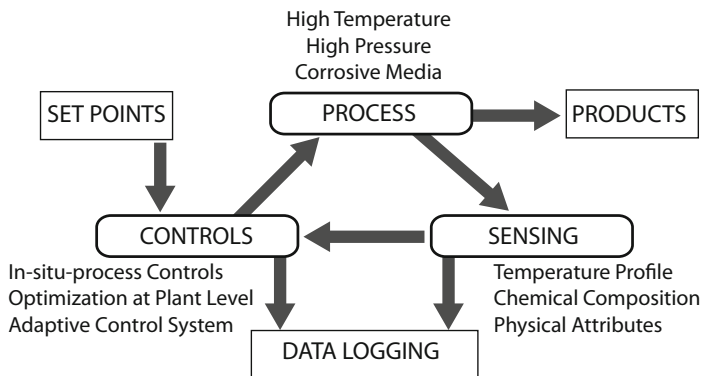 High Temperature
High Pressure
Corrosive Media
SET POINTS
PROCESS
PRODUCTS
CONTROLS
SENSING
In-situ-process Controls
Optimization at Plant Level
Adaptive Control System
Temperature Profile
Chemical Composition
Physical Attributes
DATA LOGGING